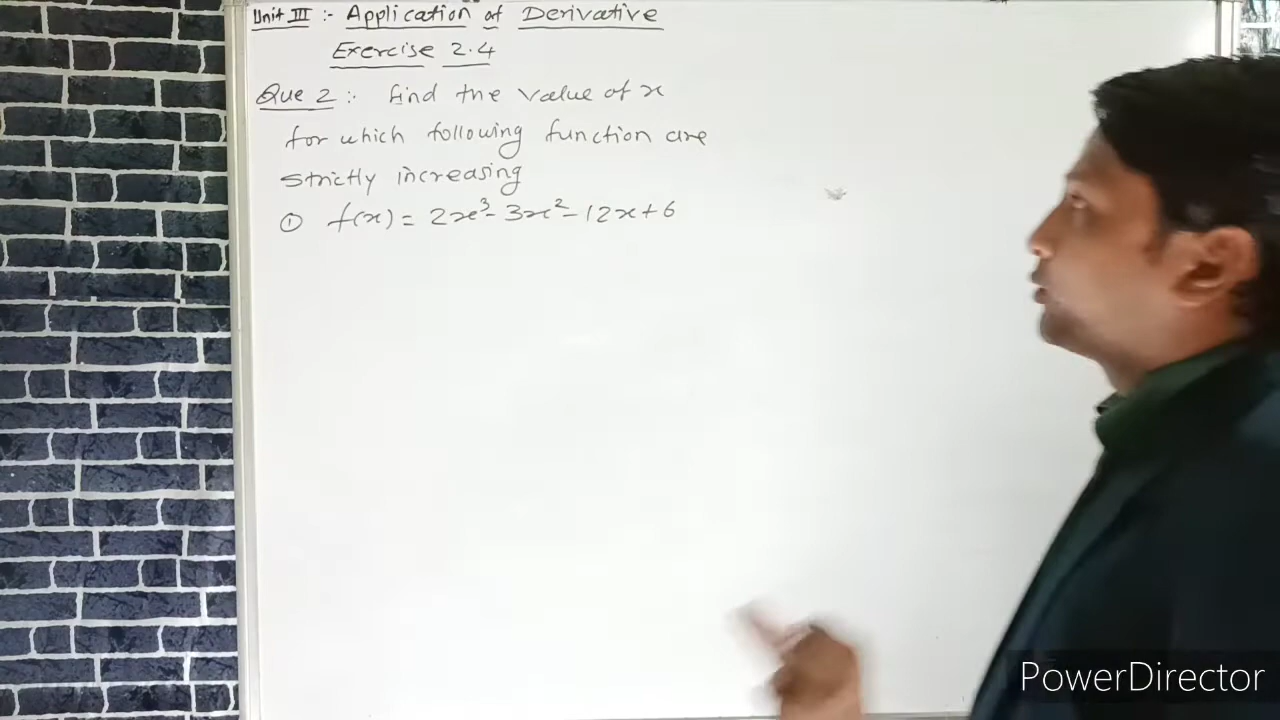 Unit III :- Application of Derivative
Exercise 2.4
Que 2 :- find the value of x
for which following function are
strictly increasing
① f(x) = 2x³- 3x²- 12x+6
PowerDirector